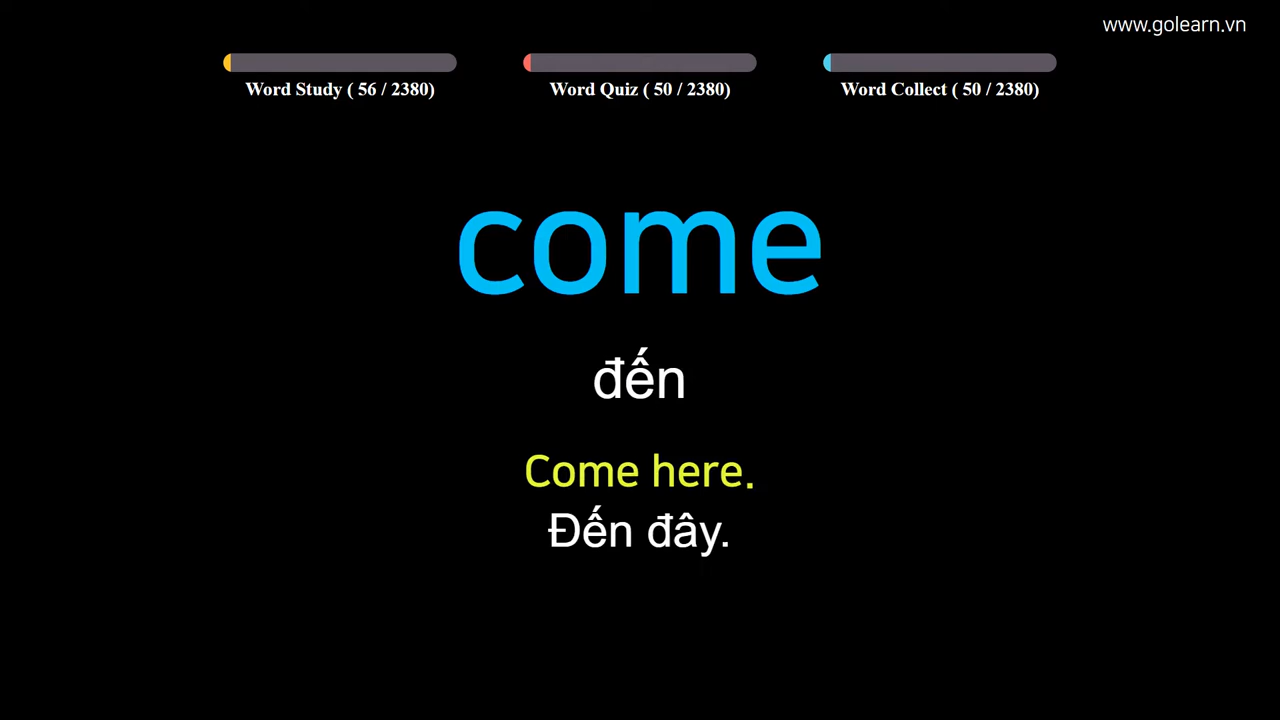 www.golearn.vn
Word Study ( 56 / 2380)
Word Quiz ( 50 / 2380)
Word Collect ( 50 / 2380)
come
đến
Come here.
Đến đây.